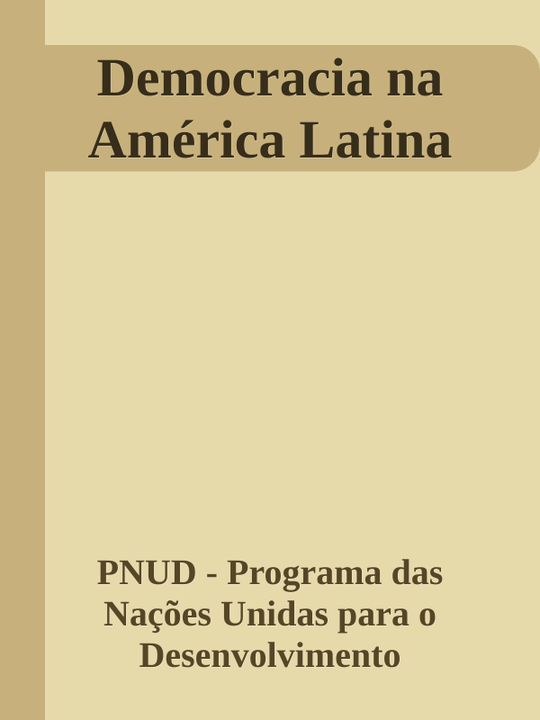 Democracia na
América Latina
PNUD - Programa das
Nações Unidas para o
Desenvolvimento